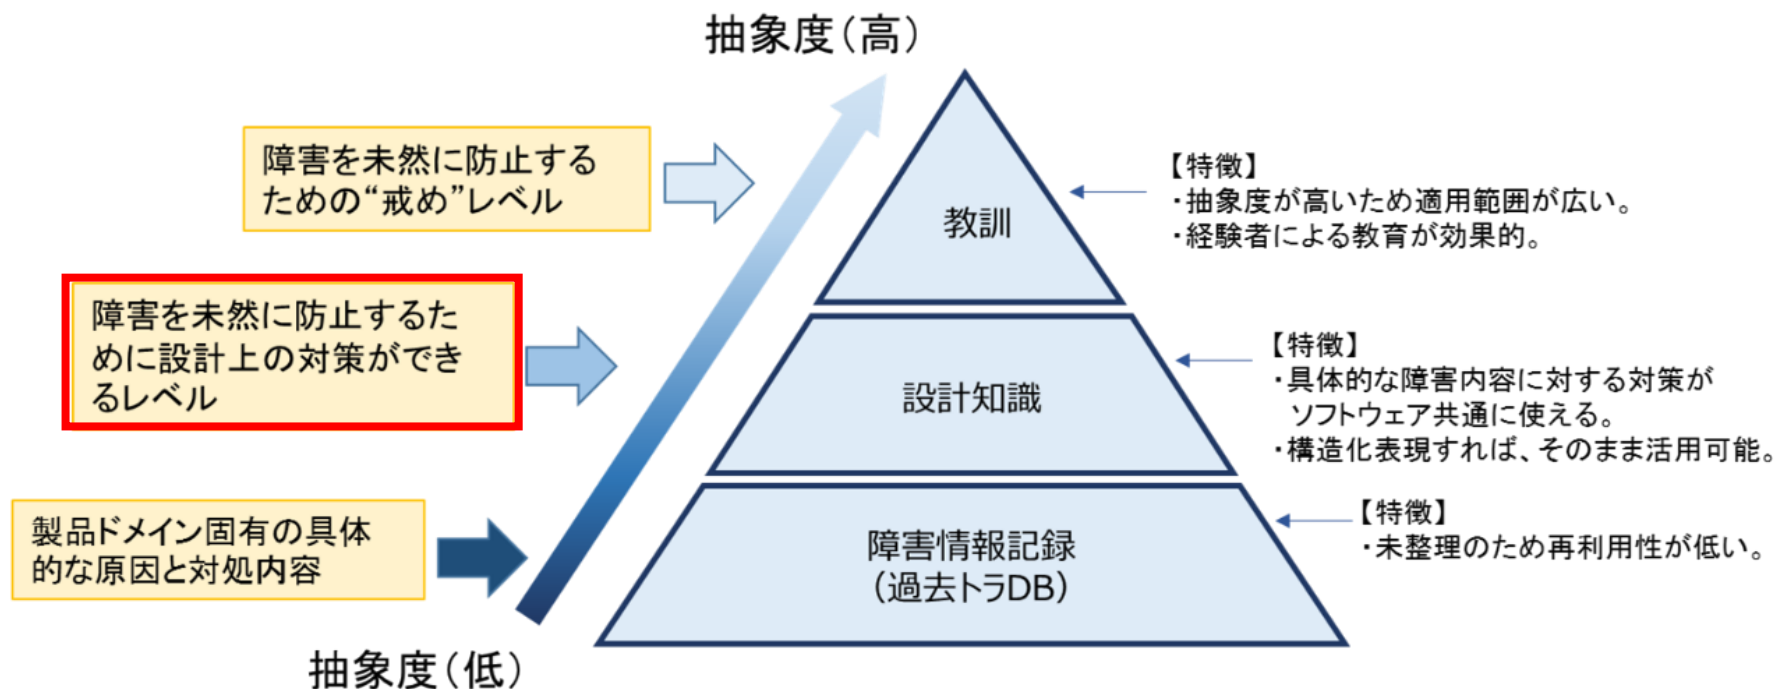 抽象度（高）
障害を未然に防止する
ための“戒め”レベル
教訓
【特徴】
・抽象度が高いため適用範囲が広い。
・経験者による教育が効果的。
障害を未然に防止するた
めに設計上の対策ができ
るレベル
設計知識
【特徴】
・具体的な障害内容に対する対策が
ソフトウェア共通に使える。
・構造化表現すれば、そのまま活用可能。
製品ドメイン固有の具体
的な原因と対処内容
障害情報記録
（過去トラDB）
【特徴】
・未整理のため再利用性が低い。
抽象度（低）